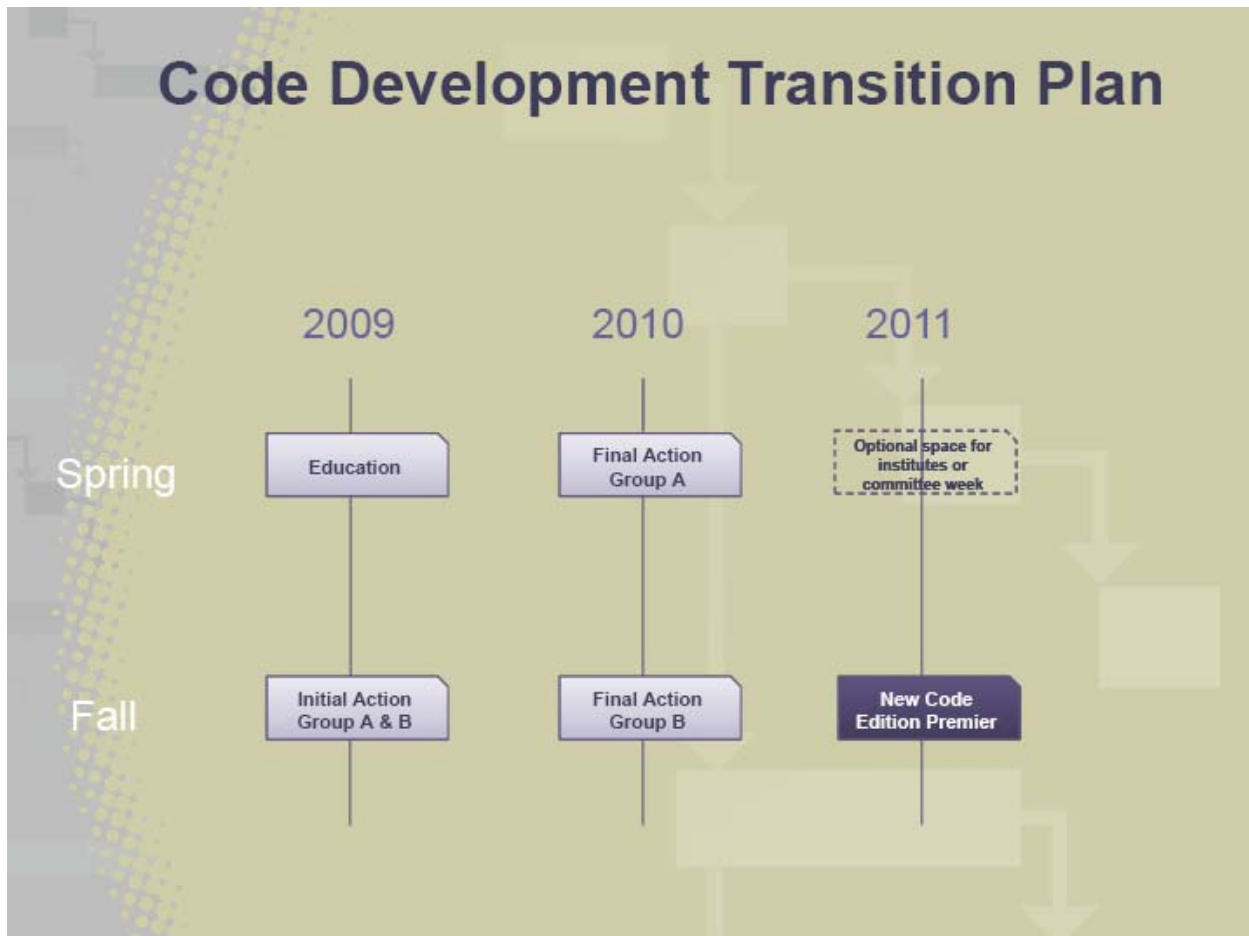 Code Development Transition Plan
2009
2010
2011
Spring
Education
Final Action
Group A
Optional space for
institutes or
committee week
Fall
Initial Action
Group A & B
Final Action
Group B
New Code
Edition Premier